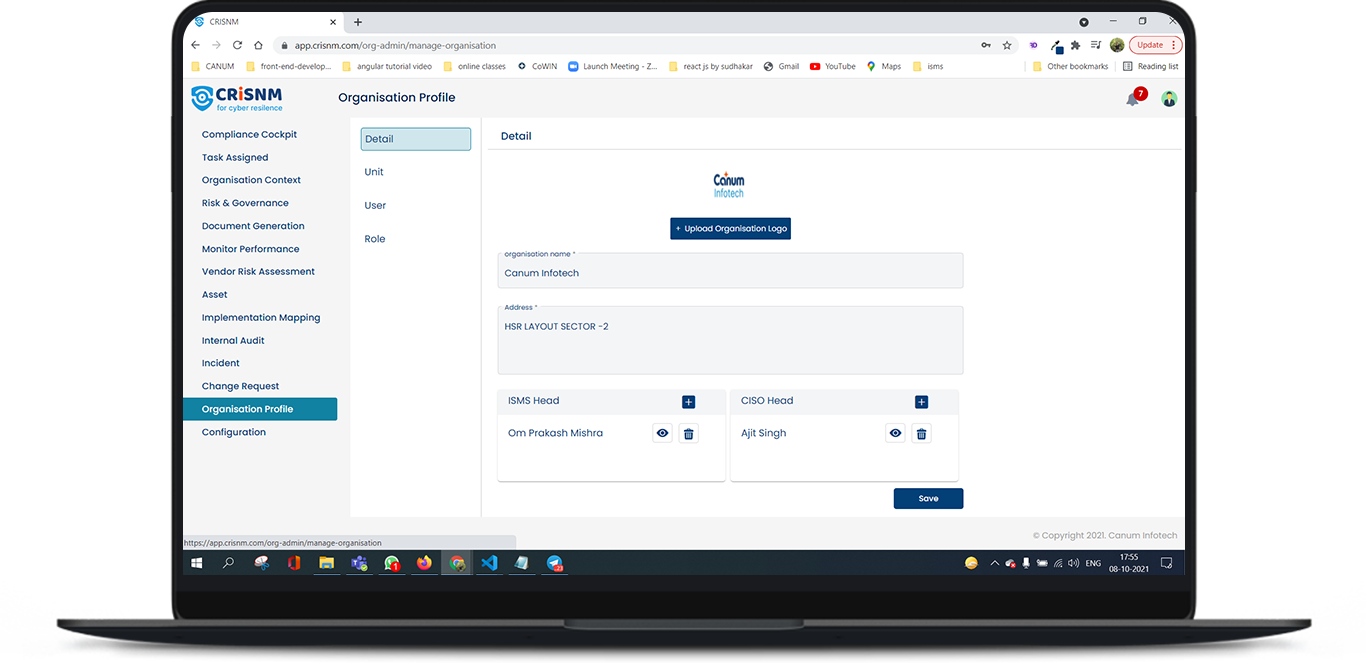 CRISNM
app.crisnm.com/org-admin/manage-organisation
Update
CANUM
front-end-develop...
angular tutorial video
online classes
CoWIN
Launch Meeting - Z...
react js by sudhakar
Gmail
YouTube
Maps
isms
Other bookmarks
Reading list
CRiSNM
for cyber resilence
Organisation Profile
7
Compliance Cockpit
Task Assigned
Organisation Context
Risk & Governance
Document Generation
Monitor Performance
Vendor Risk Assessment
Asset
Implementation Mapping
Internal Audit
Incident
Change Request
Organisation Profile
Configuration
Detail
Unit
User
Role
Detail
Canum
Infotech
+ Upload Organisation Logo
organisation name *
Canum Infotech
Address *
HSR LAYOUT SECTOR -2
ISMS Head
Om Prakash Mishra
CISO Head
Ajit Singh
Save
© Copyright 2021. Canum Infotech
https://app.crisnm.com/org-admin/manage-organisation
1
23
ENG
17:55
08-10-2021